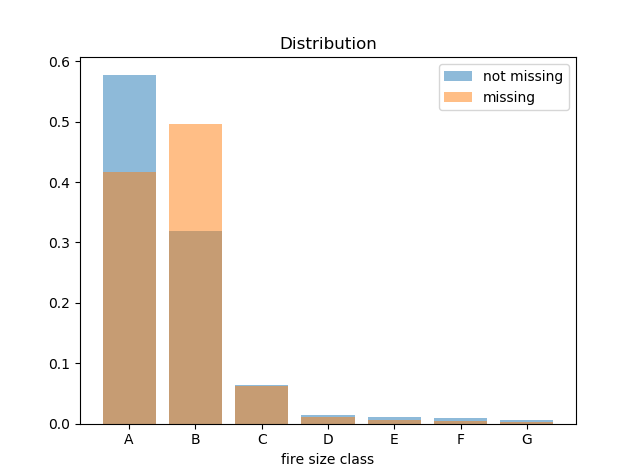 Distribution
0.6
0.5
0.4
0.3
0.2
0.1
0.0
not missing
missing
A B C D E F G
fire size class